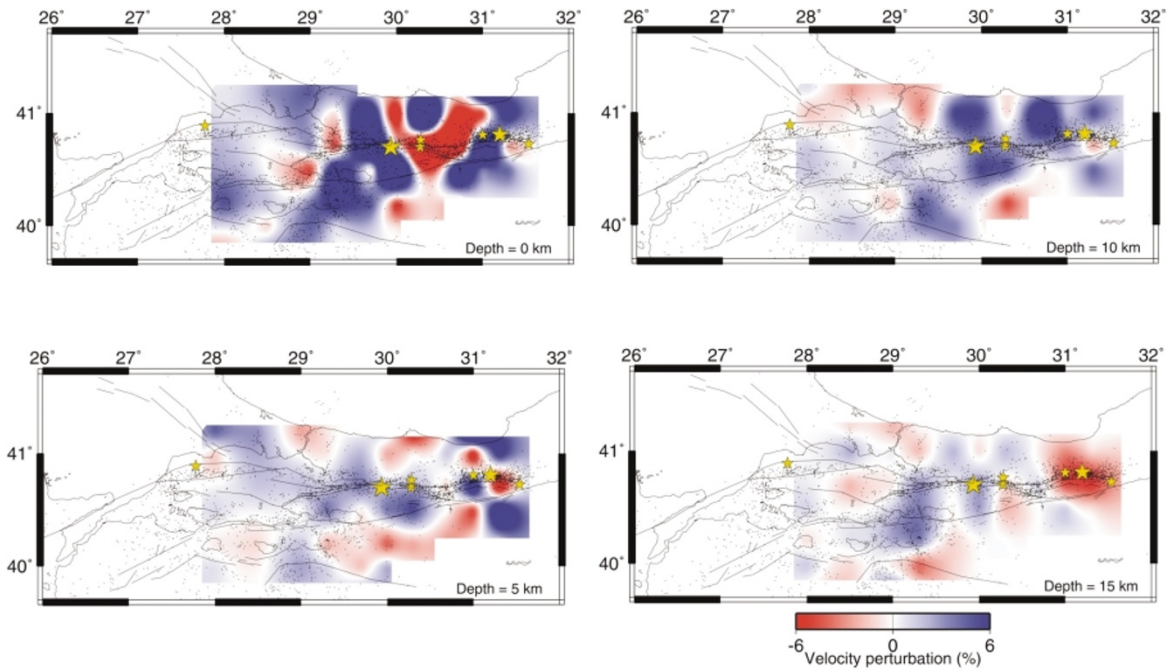 26° 27° 28° 29° 30° 31° 32°
41°
40°
Depth = 0 km
26° 27° 28° 29° 30° 31° 32°
41°
40°
Depth = 10 km
26° 27° 28° 29° 30° 31° 32°
41°
40°
Depth = 5 km
26° 27° 28° 29° 30° 31° 32°
41°
40°
Depth = 15 km
-6 0 6
Velocity perturbation (%)